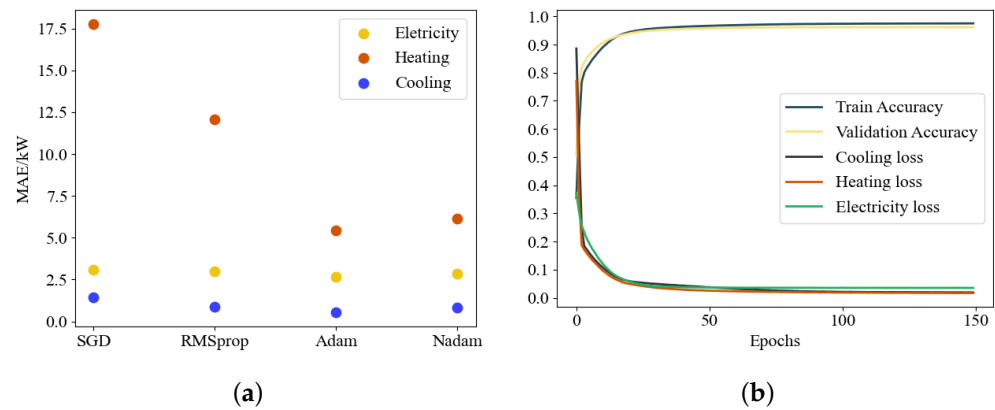 17.5
15.0
12.5
10.0
7.5
5.0
2.5
0.0
MAE/kW
Eletricity
Heating
Cooling
SGD RMSprop Adam Nadam
(a)
1.0
0.9
0.8
0.7
0.6
0.5
0.4
0.3
0.2
0.1
0.0
Train Accuracy
Validation Accuracy
Cooling loss
Heating loss
Electricity loss
0 50 100 150
Epochs
(b)